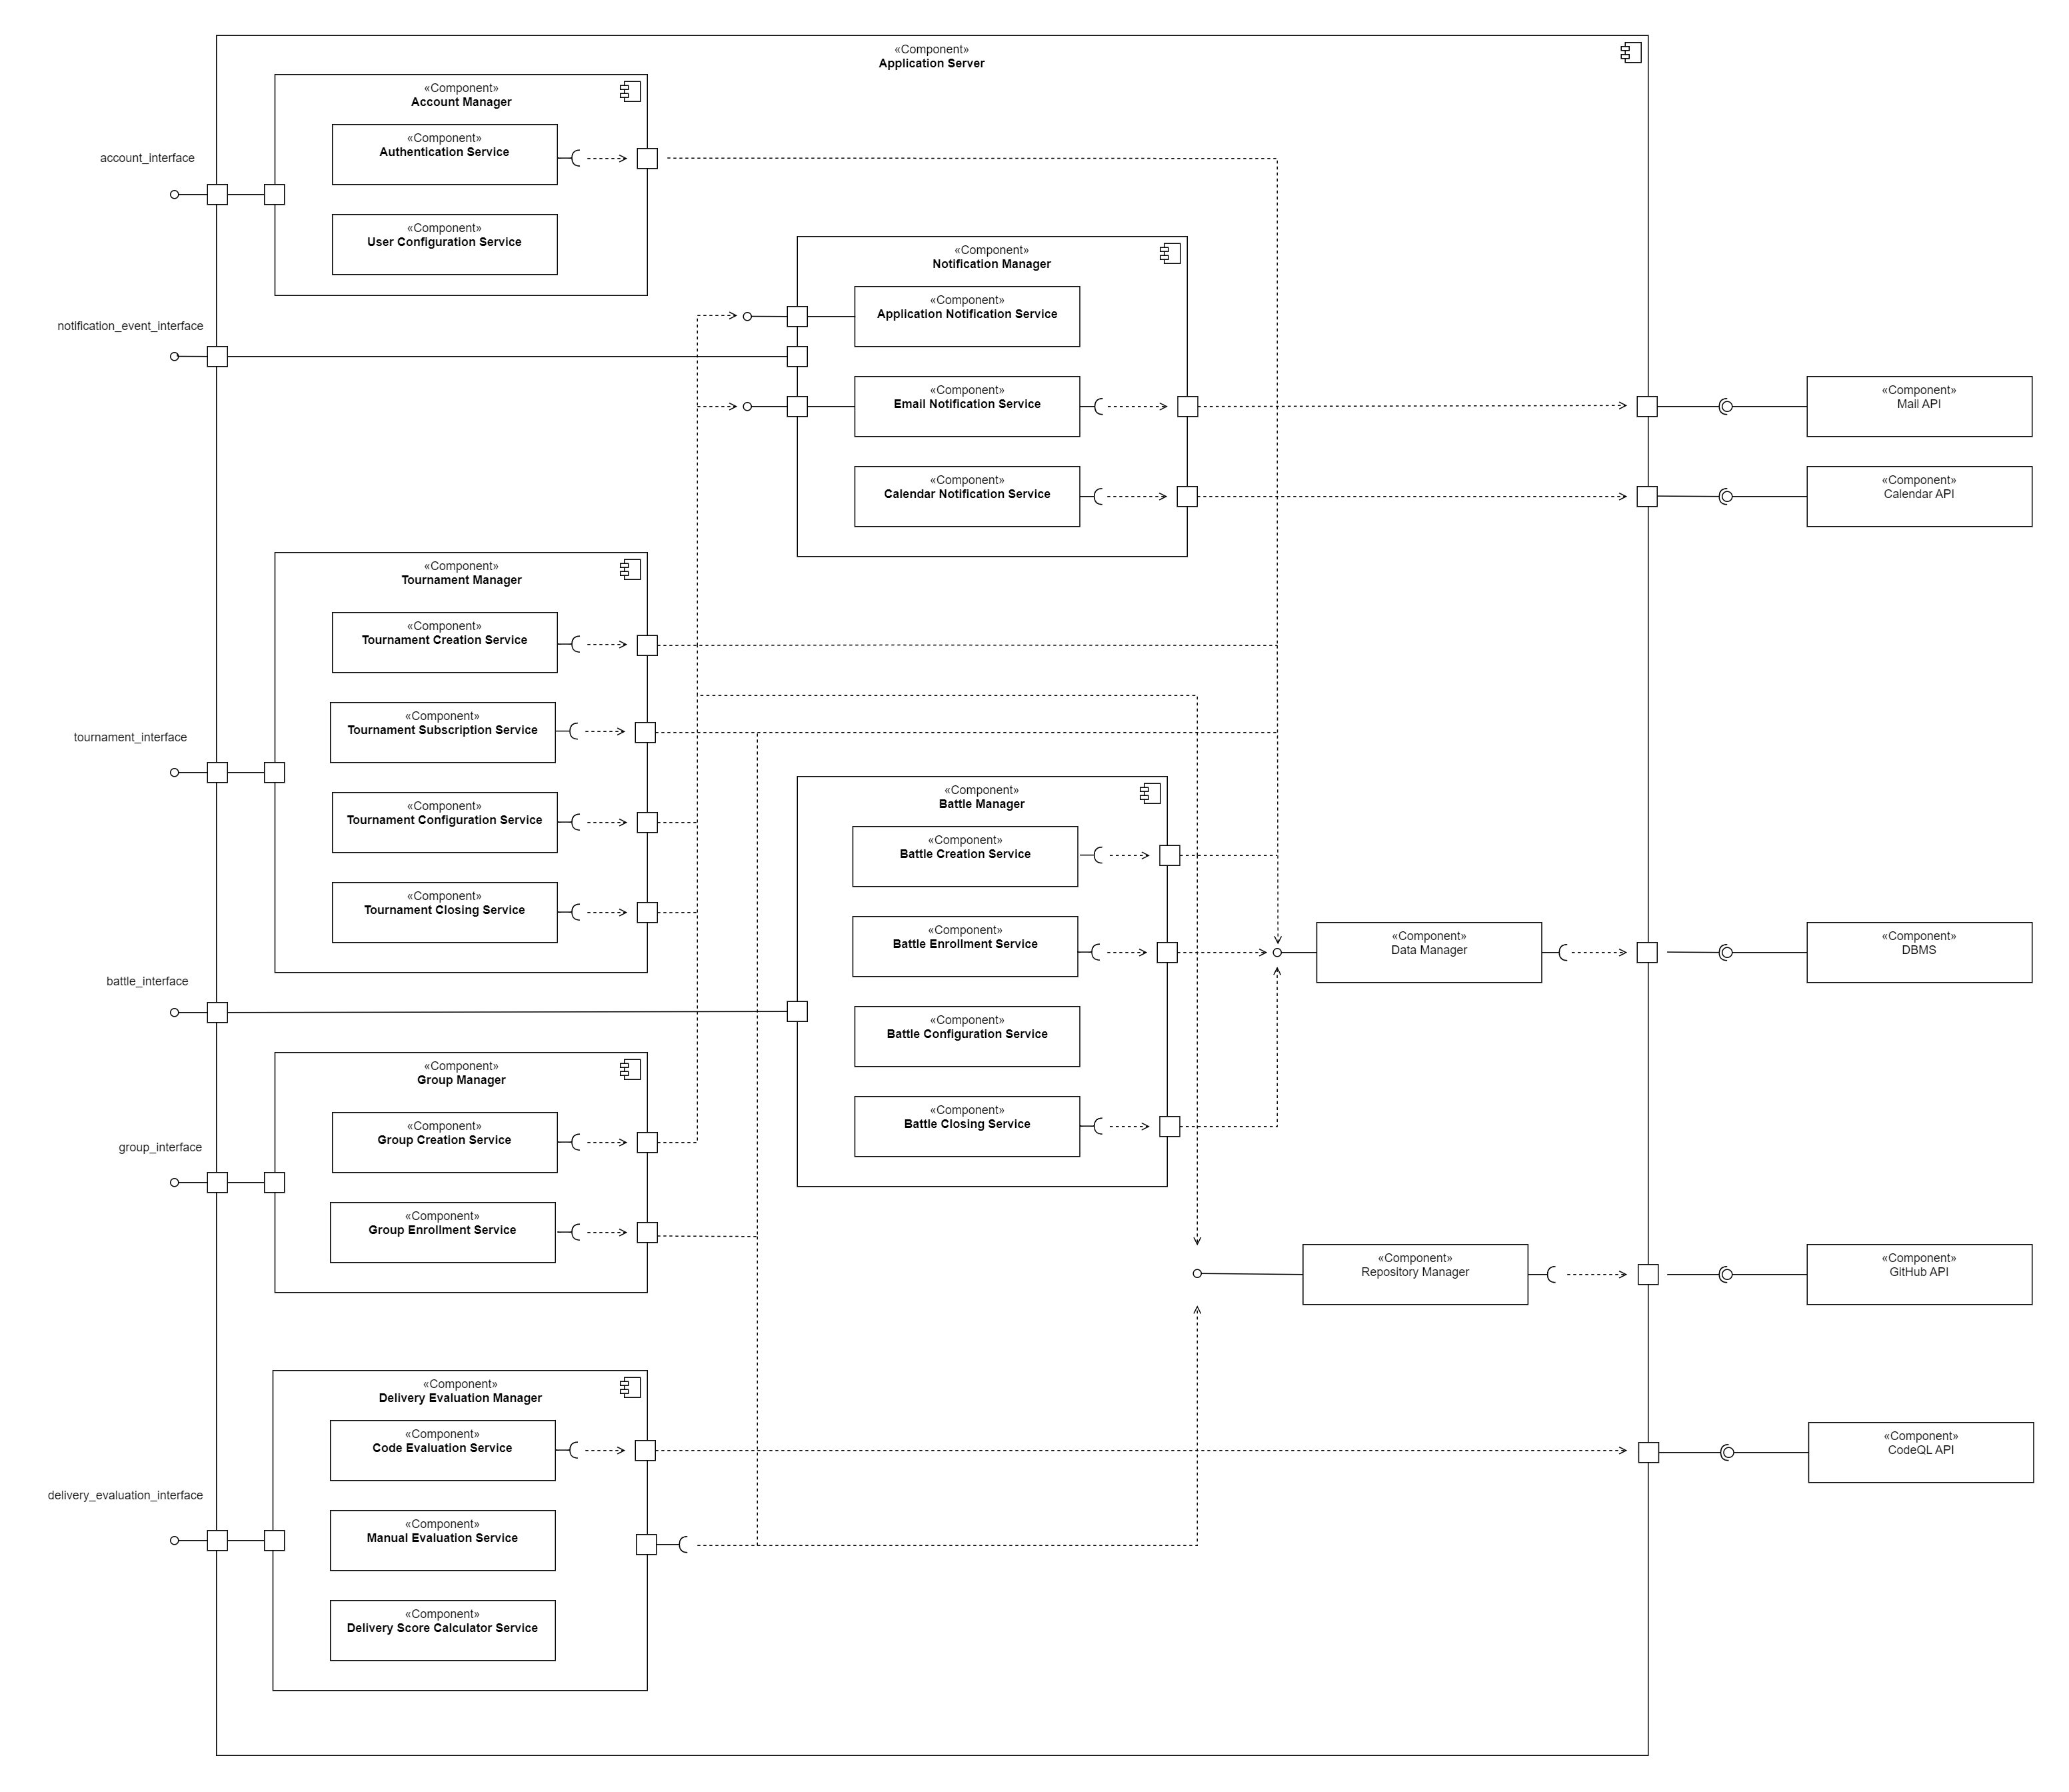 «Component»
Application Server
«Component»
Account Manager
«Component»
Authentication Service
account_interface
«Component»
User Configuration Service
«Component»
Notification Manager
«Component»
Application Notification Service
notification_event_interface
«Component»
Email Notification Service
«Component»
Mail API
«Component»
Calendar Notification Service
«Component»
Calendar API
«Component»
Tournament Manager
«Component»
Tournament Creation Service
«Component»
Tournament Subscription Service
tournament_interface
«Component»
Tournament Configuration Service
«Component»
Tournament Closing Service
«Component»
Battle Manager
«Component»
Battle Creation Service
«Component»
Battle Enrollment Service
«Component»
Data Manager
«Component»
DBMS
battle_interface
«Component»
Battle Configuration Service
«Component»
Battle Closing Service
«Component»
Group Manager
«Component»
Group Creation Service
group_interface
«Component»
Group Enrollment Service
«Component»
Repository Manager
«Component»
GitHub API
«Component»
Delivery Evaluation Manager
«Component»
Code Evaluation Service
«Component»
CodeQL API
delivery_evaluation_interface
«Component»
Manual Evaluation Service
«Component»
Delivery Score Calculator Service